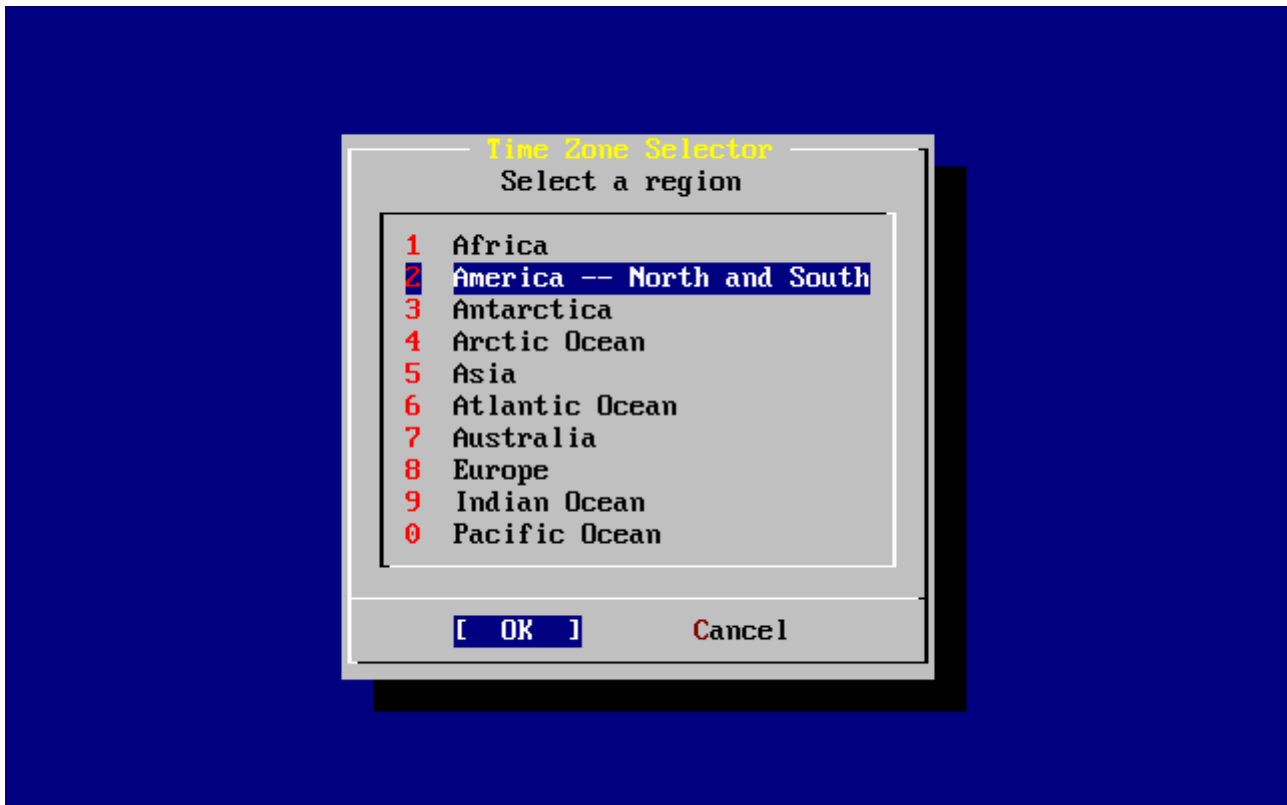 Time Zone Selector
Select a region
1 Africa
2 America -- North and South
3 Antarctica
4 Arctic Ocean
5 Asia
6 Atlantic Ocean
7 Australia
8 Europe
9 Indian Ocean
0 Pacific Ocean
[ OK ] Cancel